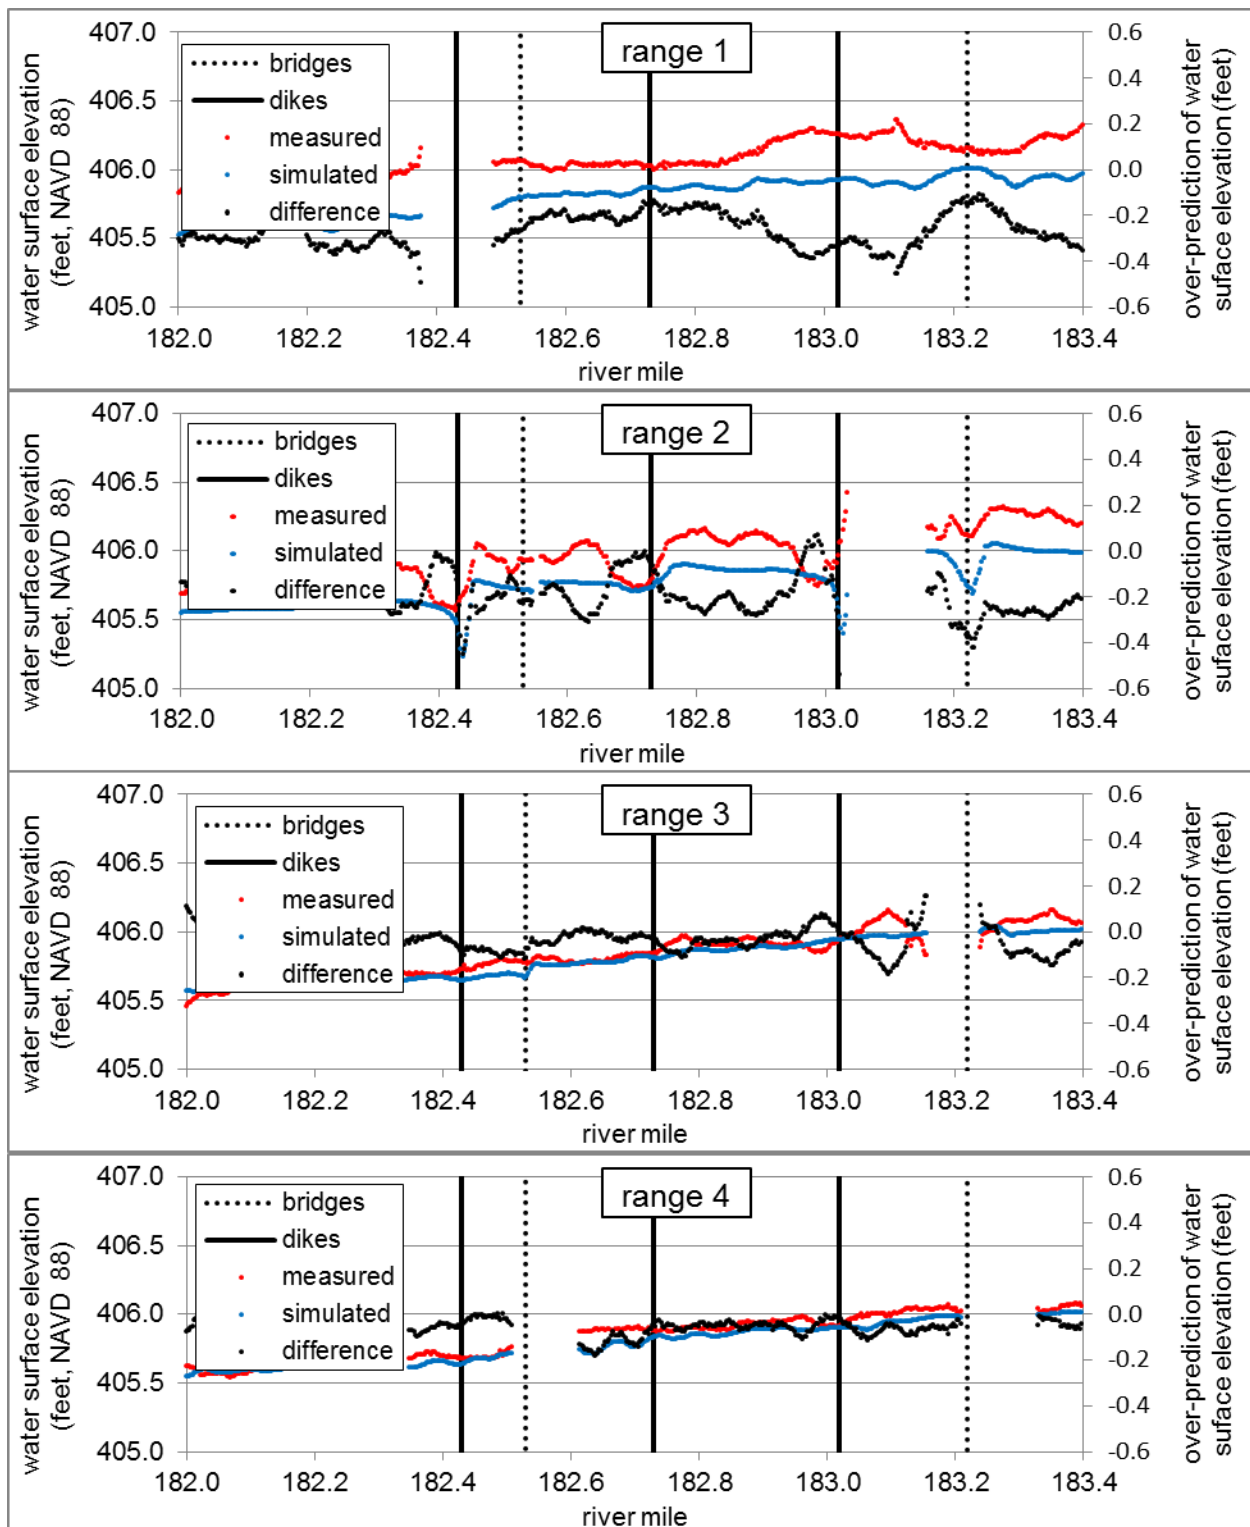 range 1
water surface elevation
(feet, NAVD 88)
407.0
406.5
406.0
405.5
405.0
bridges
dikes
measured
simulated
difference
0.6
0.4
0.2
0.0
-0.2
-0.4
-0.6
over-prediction of water
suface elevation (feet)
182.0 182.2 182.4 182.6 182.8 183.0 183.2 183.4
river mile
range 2
water surface elevation
(feet, NAVD 88)
407.0
406.5
406.0
405.5
405.0
bridges
dikes
measured
simulated
difference
0.6
0.4
0.2
0.0
-0.2
-0.4
-0.6
over-prediction of water
suface elevation (feet)
182.0 182.2 182.4 182.6 182.8 183.0 183.2 183.4
river mile
range 3
water surface elevation
(feet, NAVD 88)
407.0
406.5
406.0
405.5
405.0
bridges
dikes
measured
simulated
difference
0.6
0.4
0.2
0.0
-0.2
-0.4
-0.6
over-prediction of water
suface elevation (feet)
182.0 182.2 182.4 182.6 182.8 183.0 183.2 183.4
river mile
range 4
water surface elevation
(feet, NAVD 88)
407.0
406.5
406.0
405.5
405.0
bridges
dikes
measured
simulated
difference
0.6
0.4
0.2
0.0
-0.2
-0.4
-0.6
over-prediction of water
suface elevation (feet)
182.0 182.2 182.4 182.6 182.8 183.0 183.2 183.4
river mile